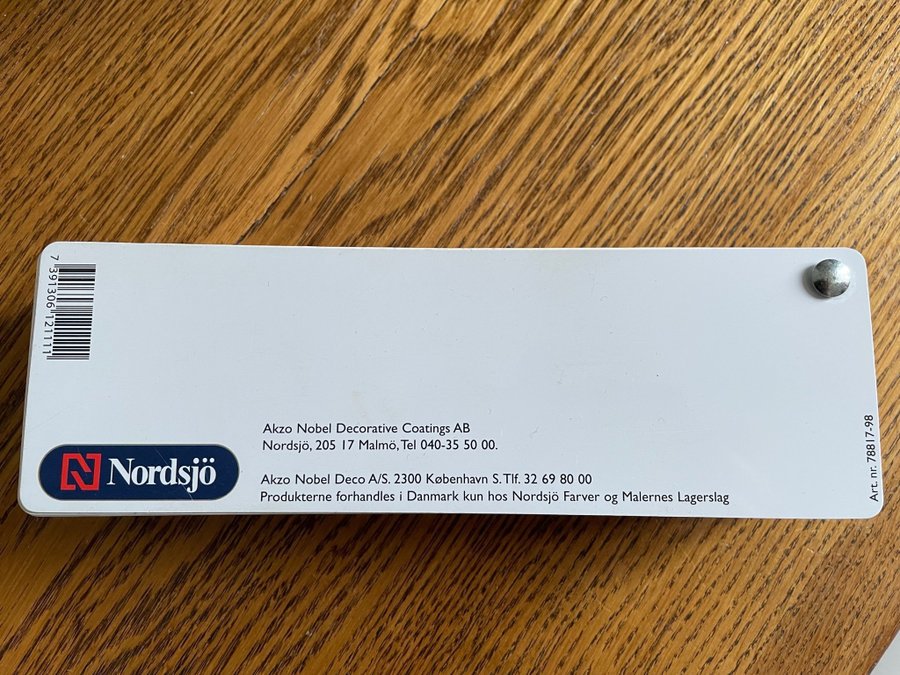 7 391306 121111
Akzo Nobel Decorative Coatings AB
Nordsjö, 205 17 Malmö, Tel 040-35 50 00.
Nordsjö
Akzo Nobel Deco A/S. 2300 København S. Tlf. 32 69 80 00
Produkterne forhandles i Danmark kun hos Nordsjö Farver og Malernes Lagerslag
Art. nr. 78817-98